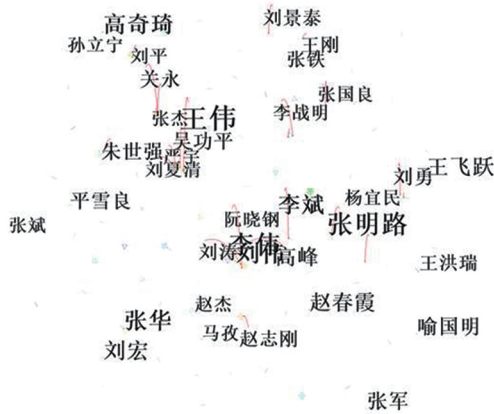 刘景泰
高奇琦
孙立宁
王刚
刘平
张铁
关永
张国良
李战明
张杰
王伟
吴功平
朱世强
刘夏清
王飞跃
刘勇
平雪良
杨宜民
李斌
阮晓钢
张斌
张明路
李伟
刘涛
刘伟
高峰
王洪瑞
赵杰
赵春霞
张华
喻国明
马孜
赵志刚
刘宏
张军